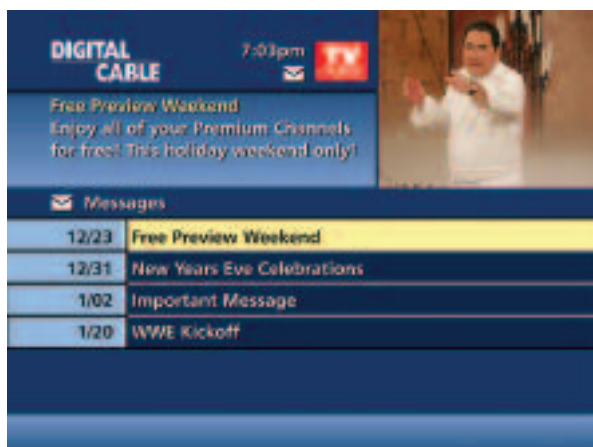 DIGITAL
CABLE
7:03pm
TV
Free Preview Weekend
Enjoy all of your Premium Channels
for free! This holiday weekend only!
Messages
12/23 Free Preview Weekend
12/31 New Years Eve Celebrations
1/02 Important Message
1/20 WWE Kickoff